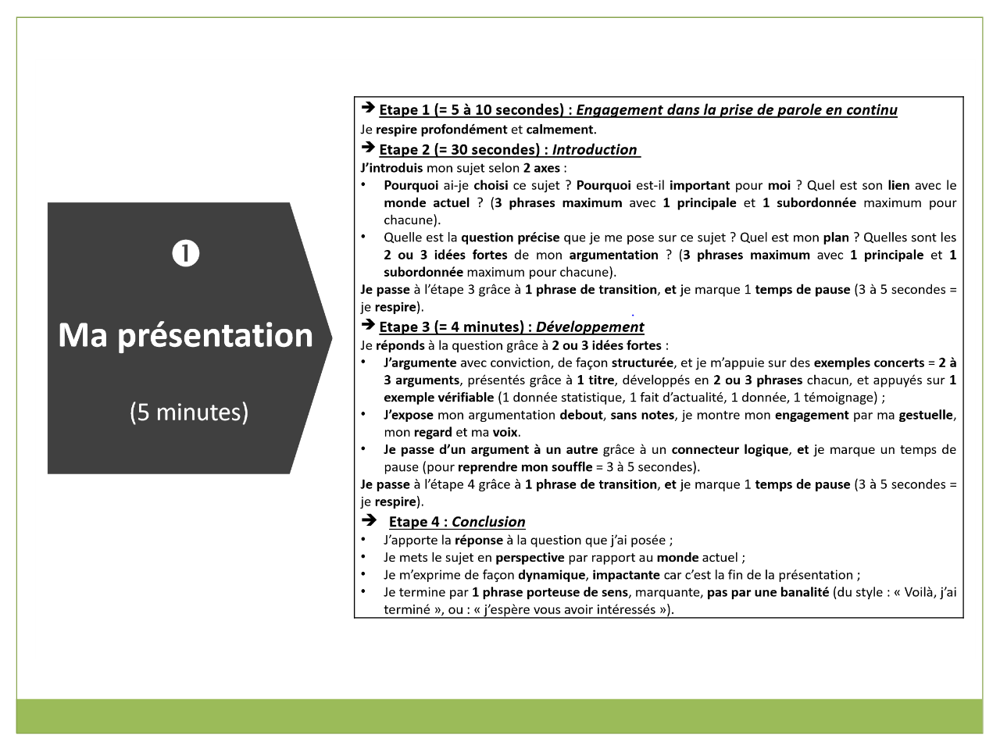 ❶
Ma présentation
(5 minutes)
➔ Etape 1 (= 5 à 10 secondes) : Engagement dans la prise de parole en continu
Je respire profondément et calmement.
➔ Etape 2 (= 30 secondes) : Introduction
J’introduis mon sujet selon 2 axes :
• Pourquoi ai-je choisi ce sujet ? Pourquoi est-il important pour moi ? Quel est son lien avec le
monde actuel ? (3 phrases maximum avec 1 principale et 1 subordonnée maximum pour
chacune).
• Quelle est la question précise que je me pose sur ce sujet ? Quel est mon plan ? Quelles sont les
2 ou 3 idées fortes de mon argumentation ? (3 phrases maximum avec 1 principale et 1
subordonnée maximum pour chacune).
Je passe à l’étape 3 grâce à 1 phrase de transition, et je marque 1 temps de pause (3 à 5 secondes =
je respire).
➔ Etape 3 (= 4 minutes) : Développement
Je réponds à la question grâce à 2 ou 3 idées fortes :
• J’argumente avec conviction, de façon structurée, et je m’appuie sur des exemples concerts = 2 à
3 arguments, présentés grâce à 1 titre, développés en 2 ou 3 phrases chacun, et appuyés sur 1
exemple vérifiable (1 donnée statistique, 1 fait d’actualité, 1 donnée, 1 témoignage) ;
• J’expose mon argumentation debout, sans notes, je montre mon engagement par ma gestuelle,
mon regard et ma voix.
• Je passe d’un argument à un autre grâce à un connecteur logique, et je marque un temps de
pause (pour reprendre mon souffle = 3 à 5 secondes).
Je passe à l’étape 4 grâce à 1 phrase de transition, et je marque 1 temps de pause (3 à 5 secondes =
je respire).
➔ Etape 4 : Conclusion
• J’apporte la réponse à la question que j’ai posée ;
• Je mets le sujet en perspective par rapport au monde actuel ;
• Je m’exprime de façon dynamique, impactante car c’est la fin de la présentation ;
• Je termine par 1 phrase porteuse de sens, marquante, pas par une banalité (du style : « Voilà, j’ai
terminé », ou : « j’espère vous avoir intéressés »).